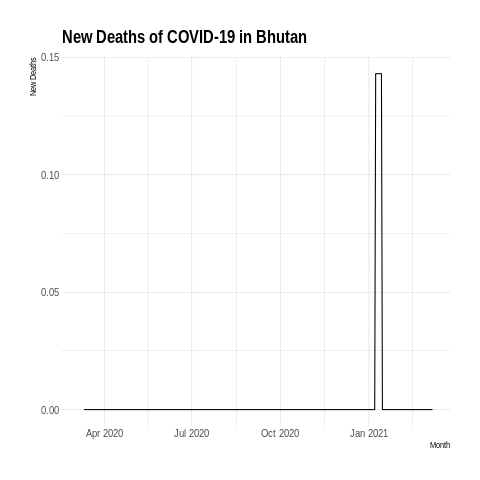 New Deaths of COVID-19 in Bhutan
New Deaths
0.15
0.10
0.05
0.00
Apr 2020 Jul 2020 Oct 2020 Jan 2021
Month